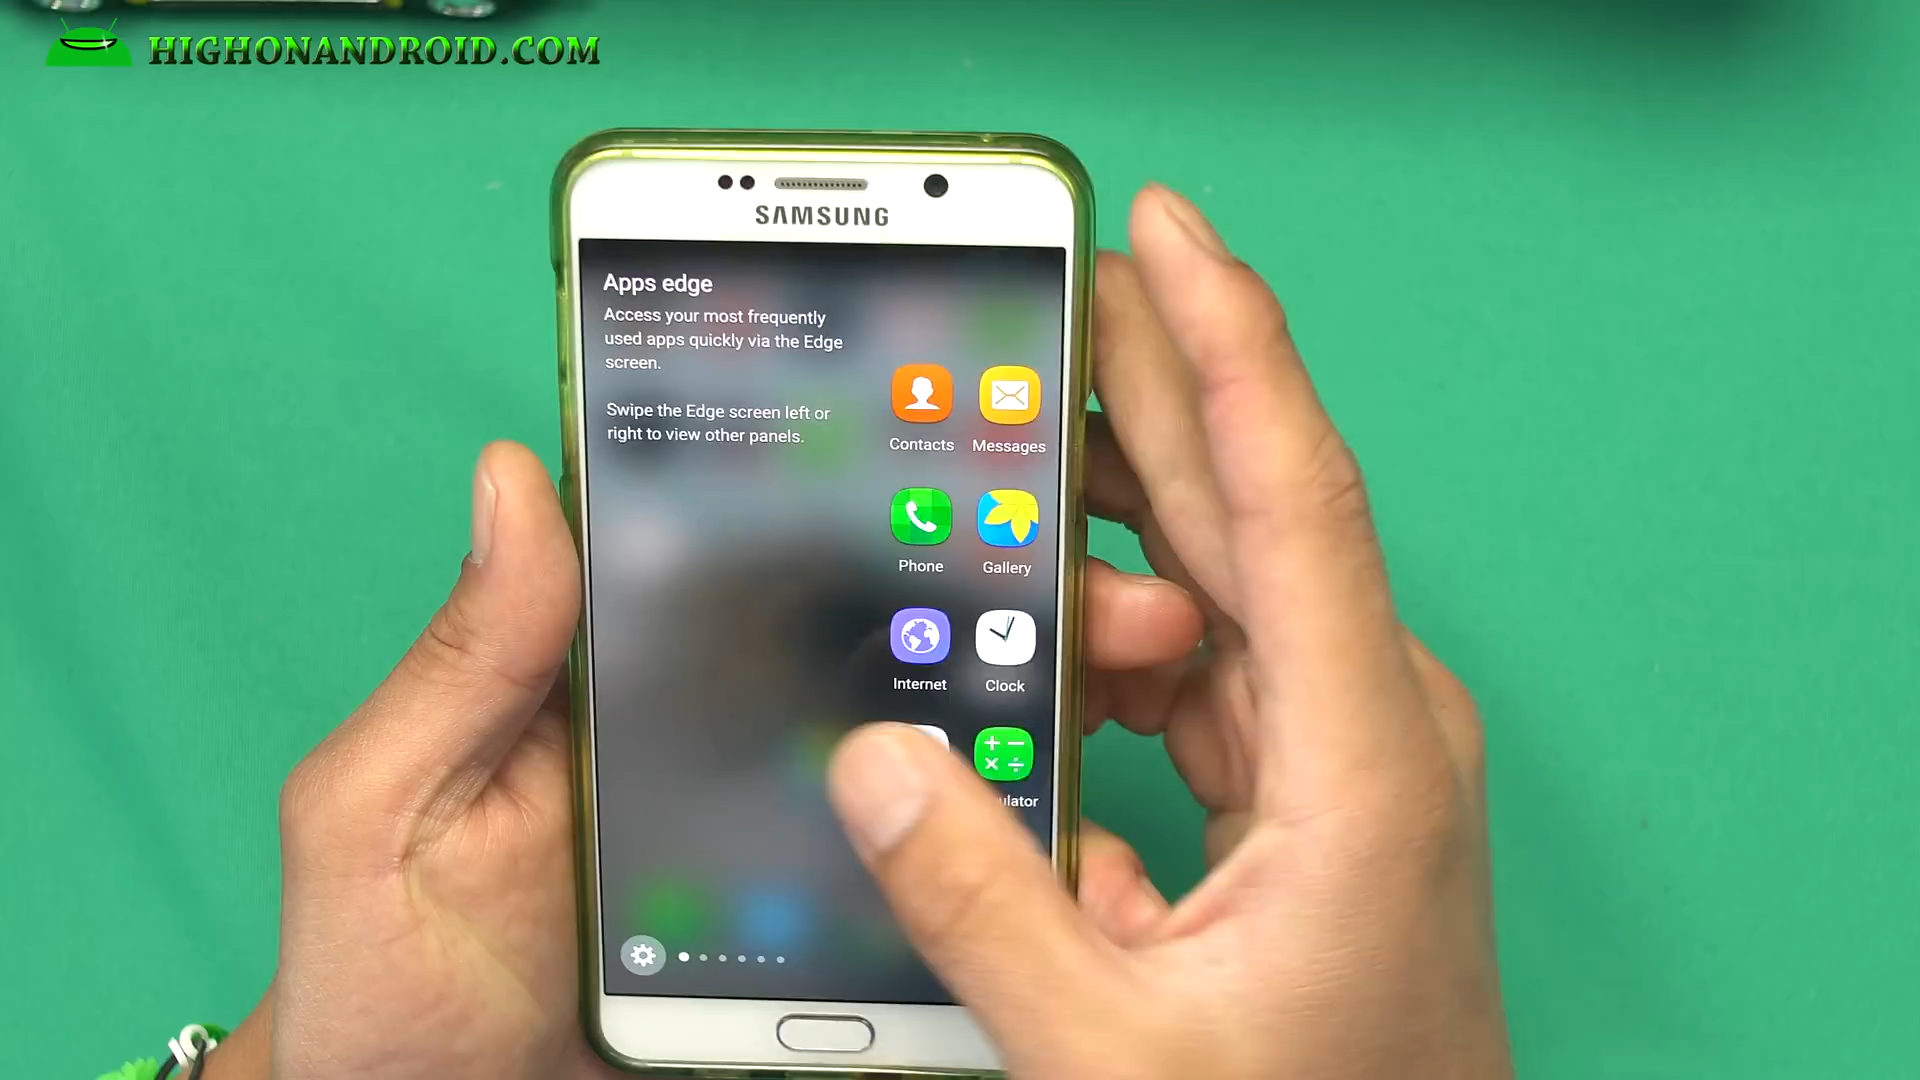 HIGHONANDROID.COM
SAMSUNG
Apps edge
Access your most frequently
used apps quickly via the Edge
screen.
Swipe the Edge screen left or
right to view other panels.
Contacts
Messages
Phone
Gallery
Internet
Clock
ulator